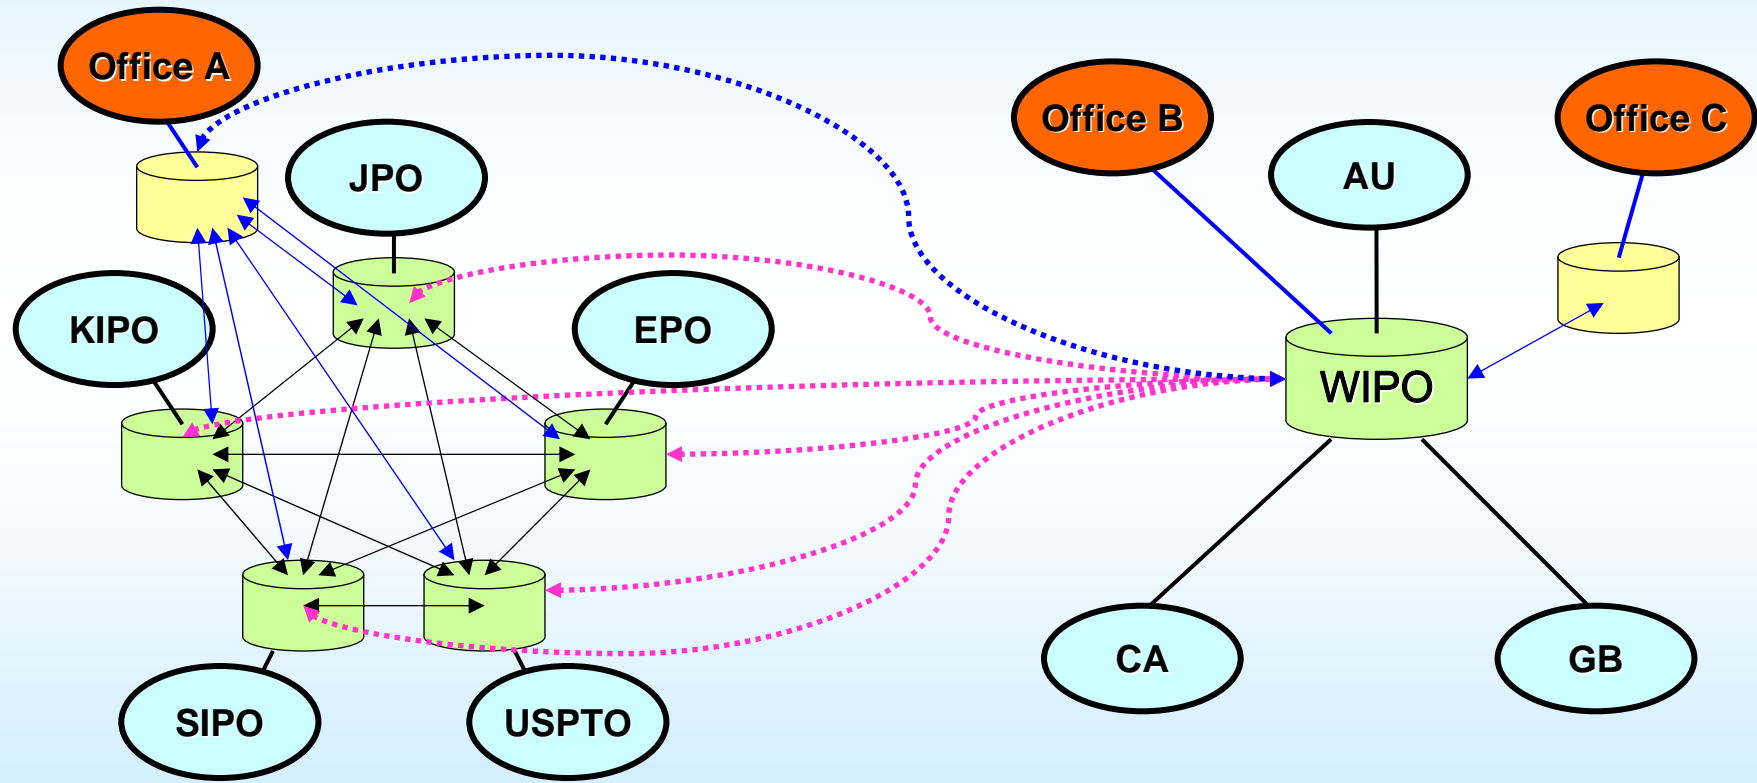 Office A
Office B
Office C
JPO
AU
KIPO
EPO
WIPO
CA
GB
SIPO
USPTO